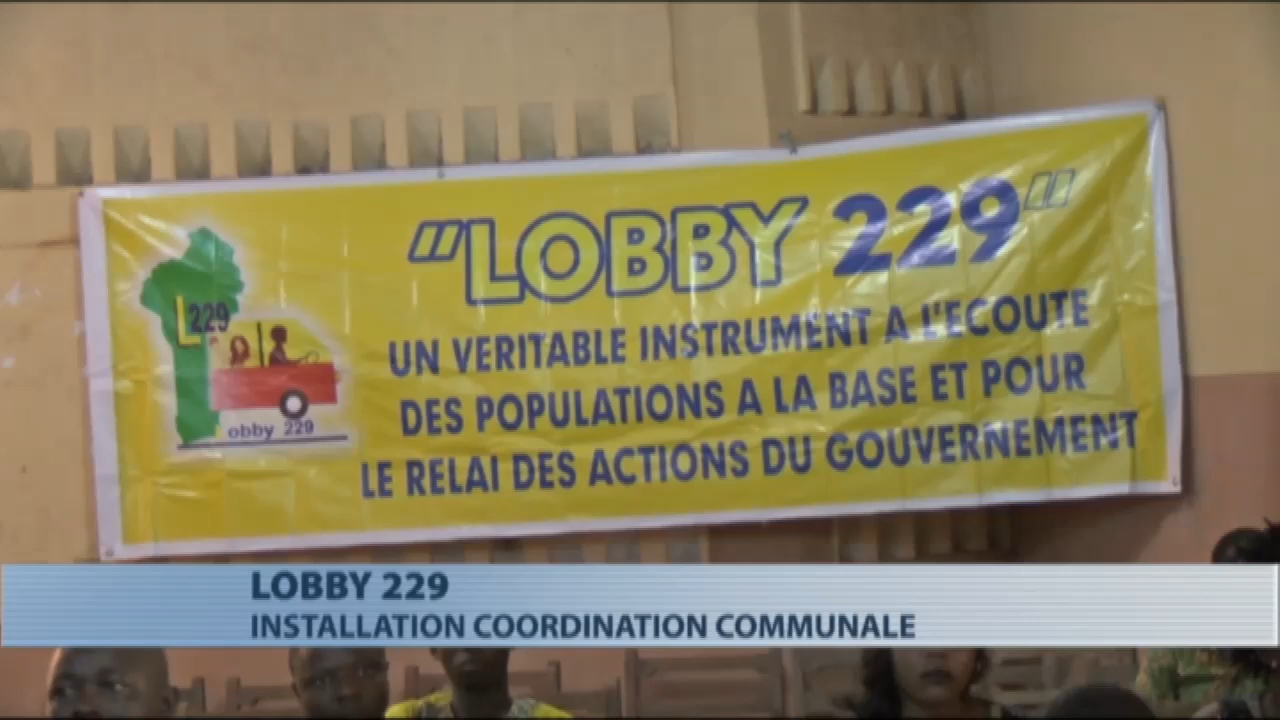 "LOBBY 229"
UN VERITABLE INSTRUMENT A L'ECOUTE
DES POPULATIONS A LA BASE ET POUR
LE RELAI DES ACTIONS DU GOUVERNEMENT
L229
obby 229
LOBBY 229
INSTALLATION COORDINATION COMMUNALE